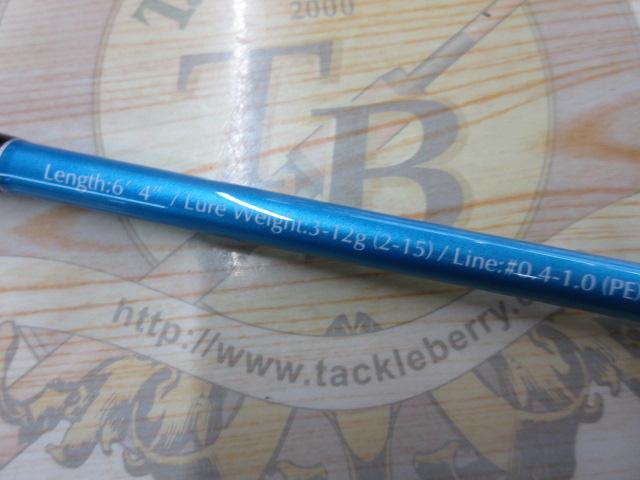 2000
TB
Length:6' 4" / Lure Weight:3-12g (2-15) / Line:#0.4-1.0 (PE)
http://www.tackleberry.co